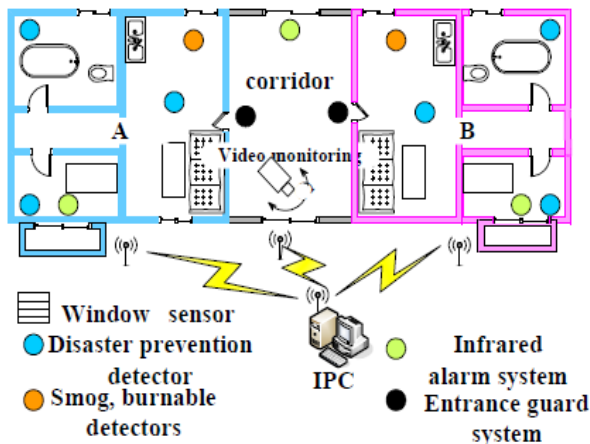 corridor
A
B
Video monitoring
Window sensor
Disaster prevention
detector
Smog, burnable
detectors
IPC
Infrared
alarm system
Entrance guard
system